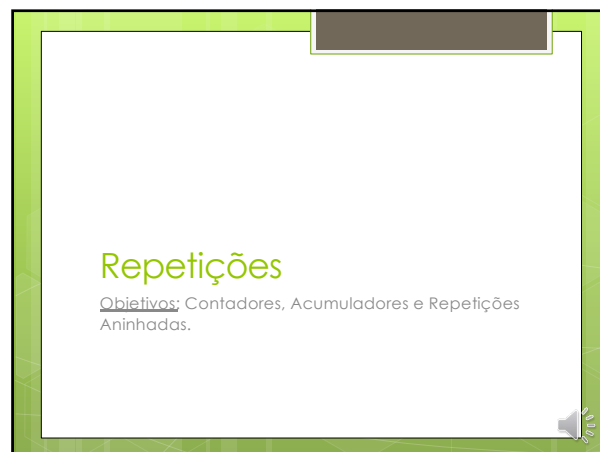 Repetições
Objetivos: Contadores, Acumuladores e Repetições
Aninhadas.